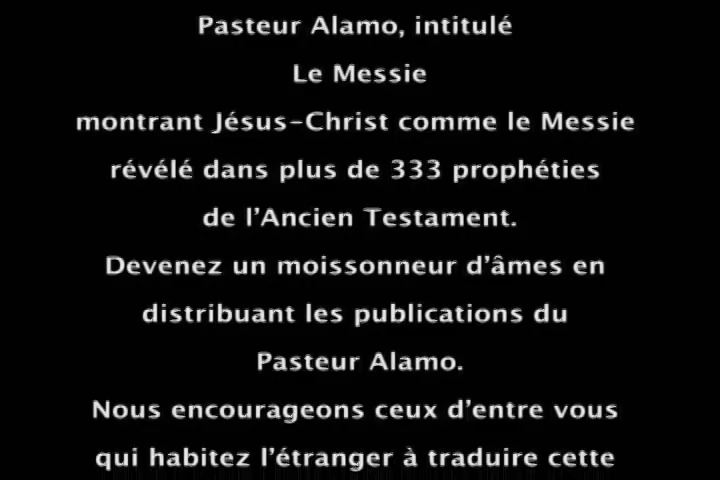 Pasteur Alamo, intitulé
Le Messie
montrant Jésus-Christ comme le Messie
révélé dans plus de 333 prophéties
de l’Ancien Testament.
Devenez un moissonneur d’âmes en
distribuant les publications du
Pasteur Alamo.
Nous encourageons ceux d’entre vous
qui habitez l’étranger à traduire cette